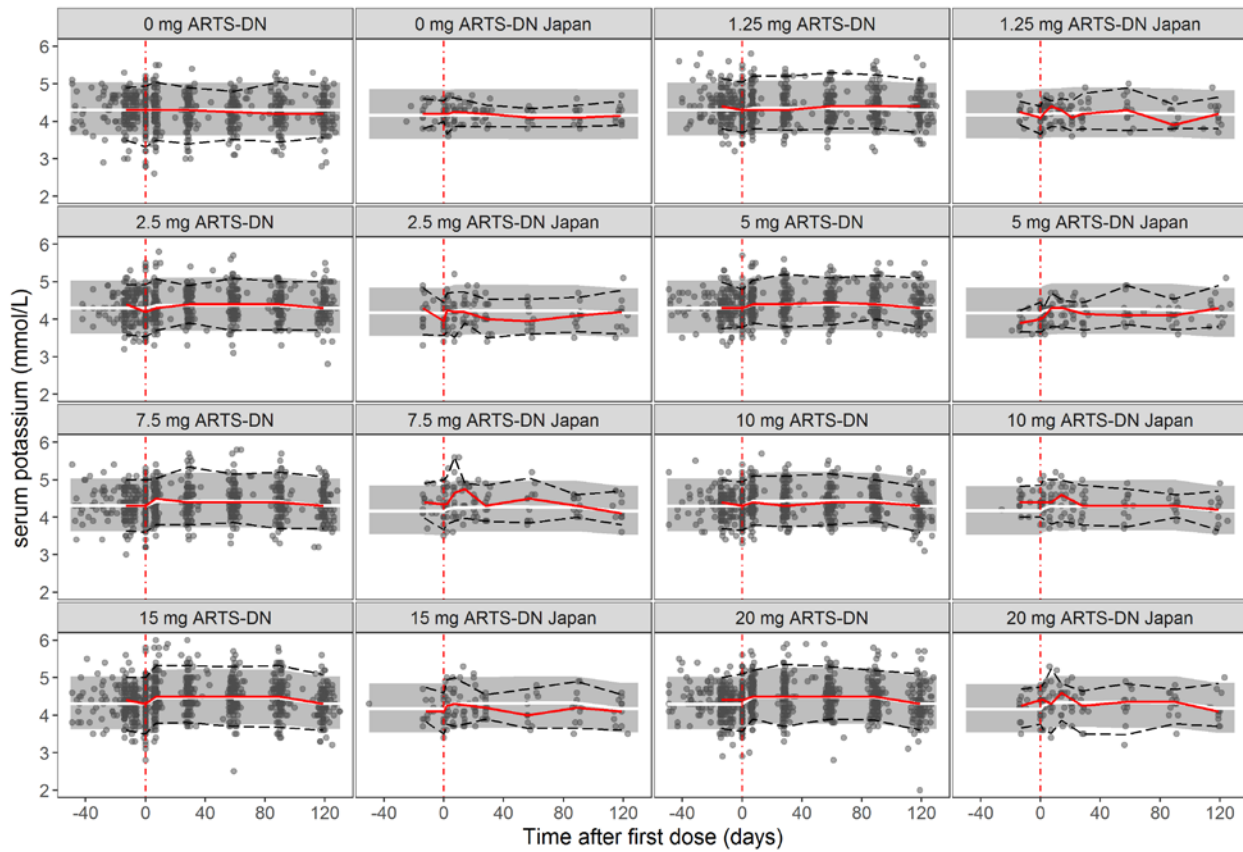 0 mg ARTS-DN 0 mg ARTS-DN Japan 1.25 mg ARTS-DN 1.25 mg ARTS-DN Japan
6
5
4
3
2
2.5 mg ARTS-DN 2.5 mg ARTS-DN Japan 5 mg ARTS-DN 5 mg ARTS-DN Japan
6
5
4
3
2
serum potassium (mmol/L)
7.5 mg ARTS-DN 7.5 mg ARTS-DN Japan 10 mg ARTS-DN 10 mg ARTS-DN Japan
6
5
4
3
2
15 mg ARTS-DN 15 mg ARTS-DN Japan 20 mg ARTS-DN 20 mg ARTS-DN Japan
6
5
4
3
2
-40 0 40 80 120 -40 0 40 80 120 -40 0 40 80 120 -40 0 40 80 120
Time after first dose (days)